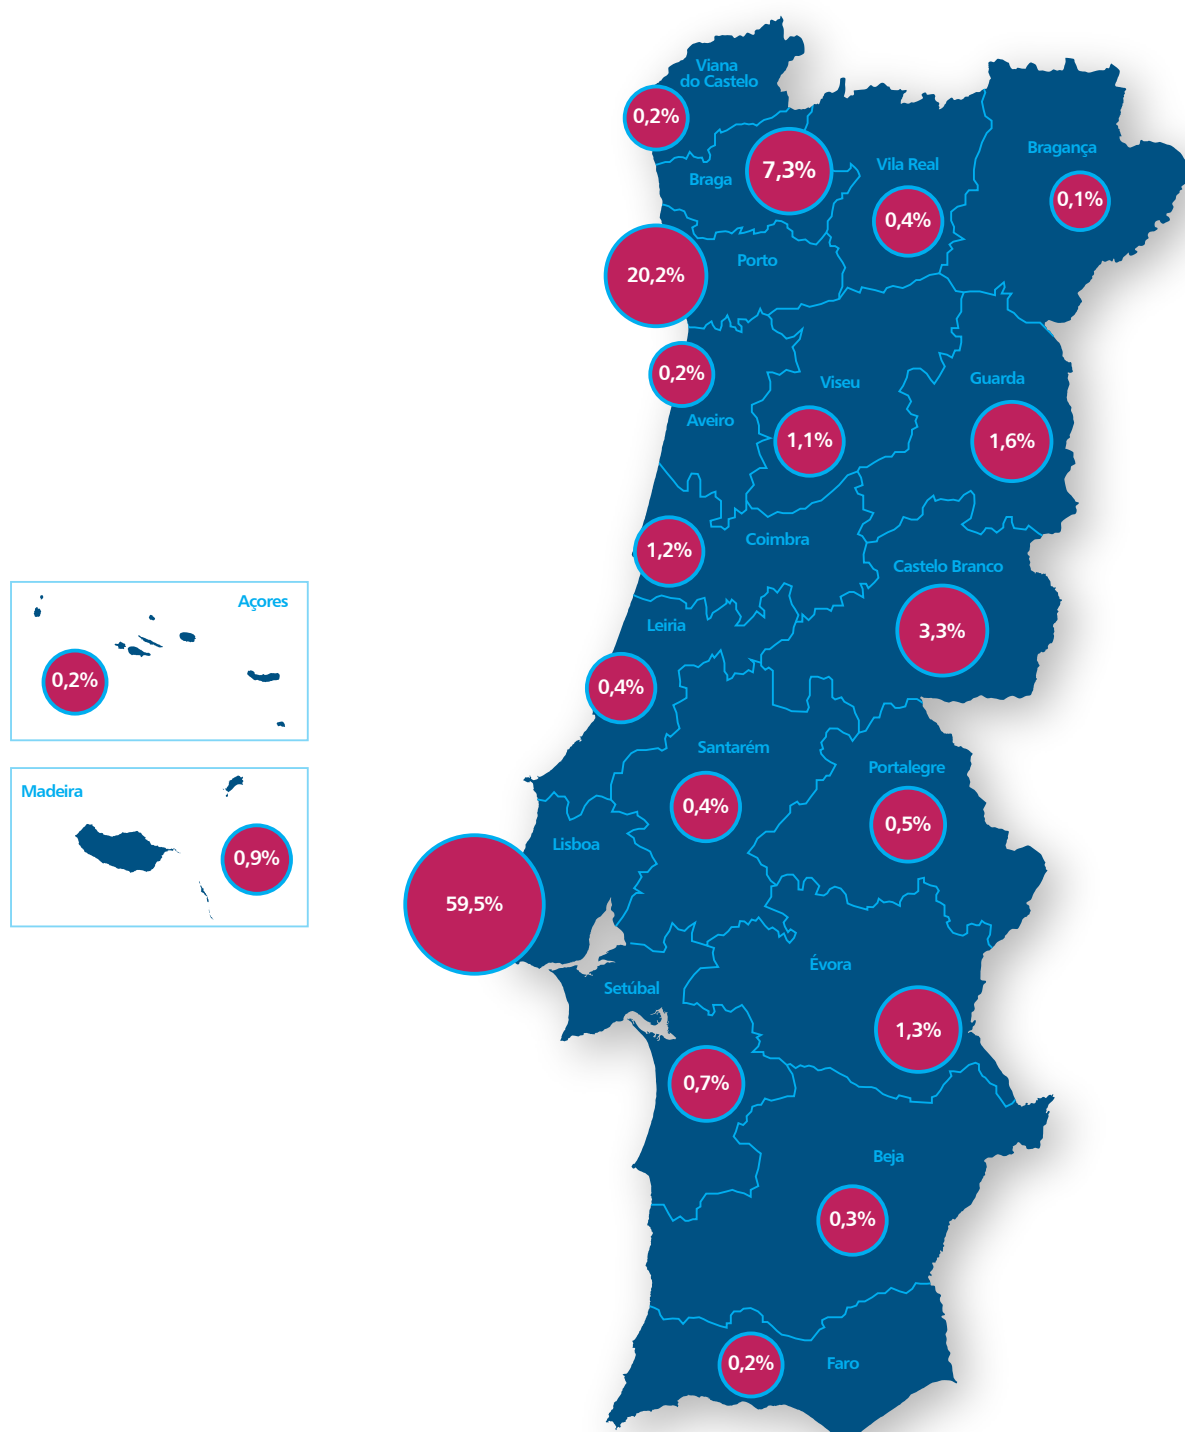 Viana
do Castelo
0,2%
Braga
7,3%
Vila Real
0,4%
Bragança
0,1%
Porto
20,2%
0,2%
Aveiro
Viseu
1,1%
Guarda
1,6%
Coimbra
1,2%
Castelo Branco
3,3%
Açores
0,2%
Leiria
0,4%
Santarém
0,4%
Portalegre
0,5%
Madeira
0,9%
Lisboa
59,5%
Évora
1,3%
Setúbal
0,7%
Beja
0,3%
0,2%
Faro